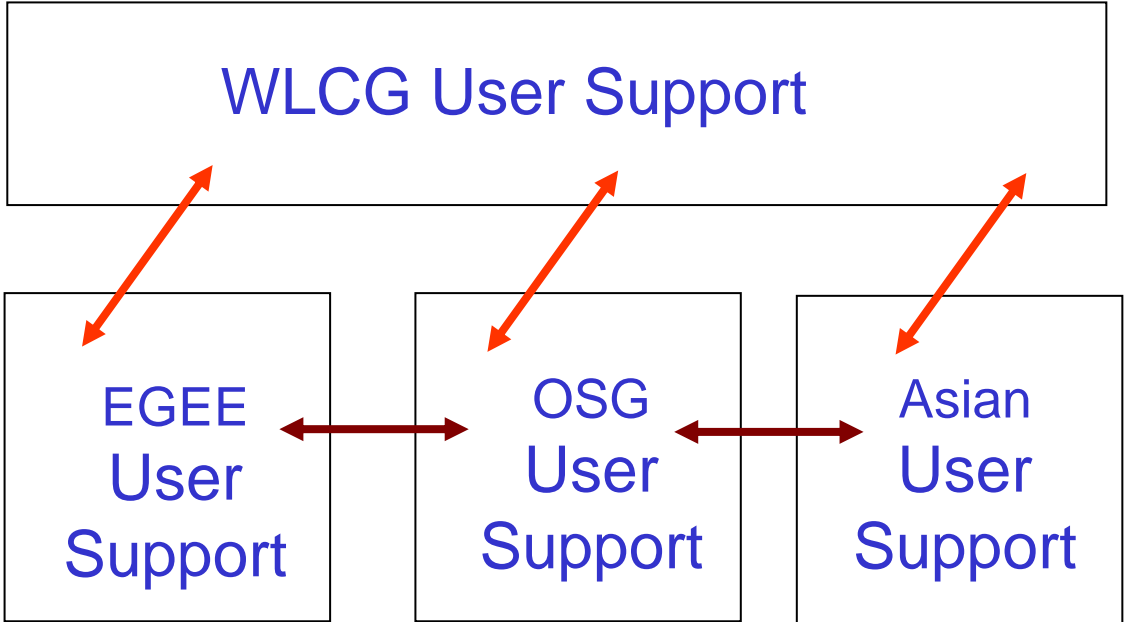 WLCG User Support
EGEE
User
Support
OSG
User
Support
Asian
User
Support